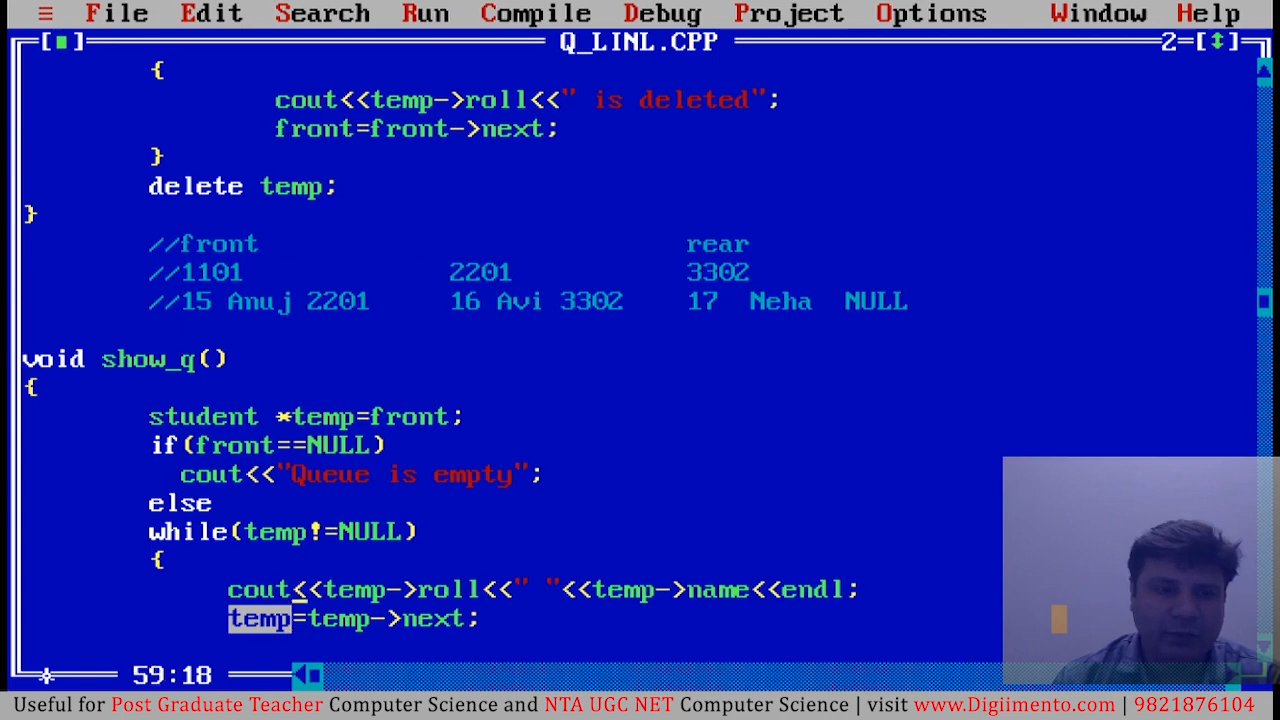 ≡ File Edit Search Run Compile Debug Project Options Window Help
[■] Q_LINL.CPP 2=[↕]
{
cout<<temp->roll<<" is deleted";
front=front->next;
}
delete temp;
}
//front rear
//1101 2201 3302
//15 Anuj 2201 16 Avi 3302 17 Neha NULL
void show_q()
{
student *temp=front;
if(front==NULL)
cout<<"Queue is empty";
else
while(temp!=NULL)
{
cout<<temp->roll<<" "<<temp->name<<endl;
temp=temp->next;
59:18
Useful for Post Graduate Teacher Computer Science and NTA UGC NET Computer Science | visit www.Digiimento.com | 9821876104